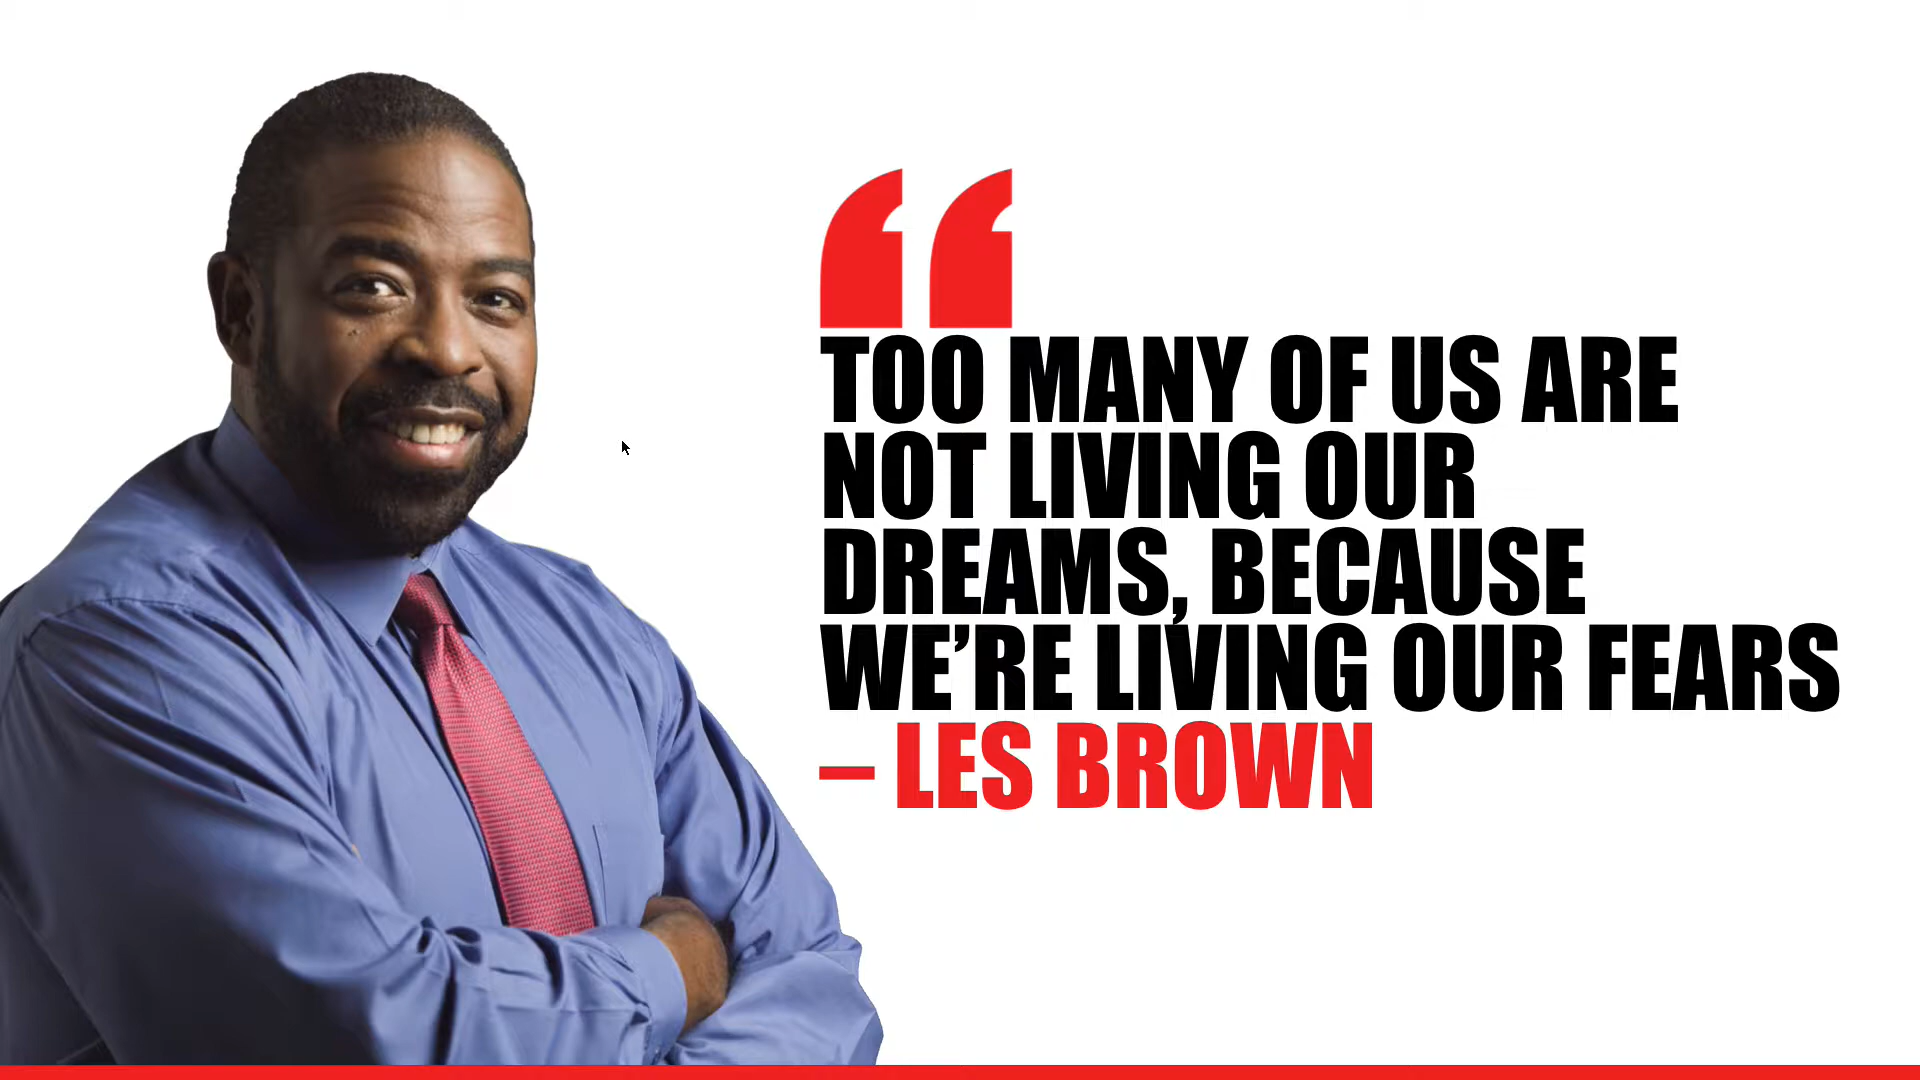 “
TOO MANY OF US ARE
NOT LIVING OUR
DREAMS, BECAUSE
WE’RE LIVING OUR FEARS
– LES BROWN